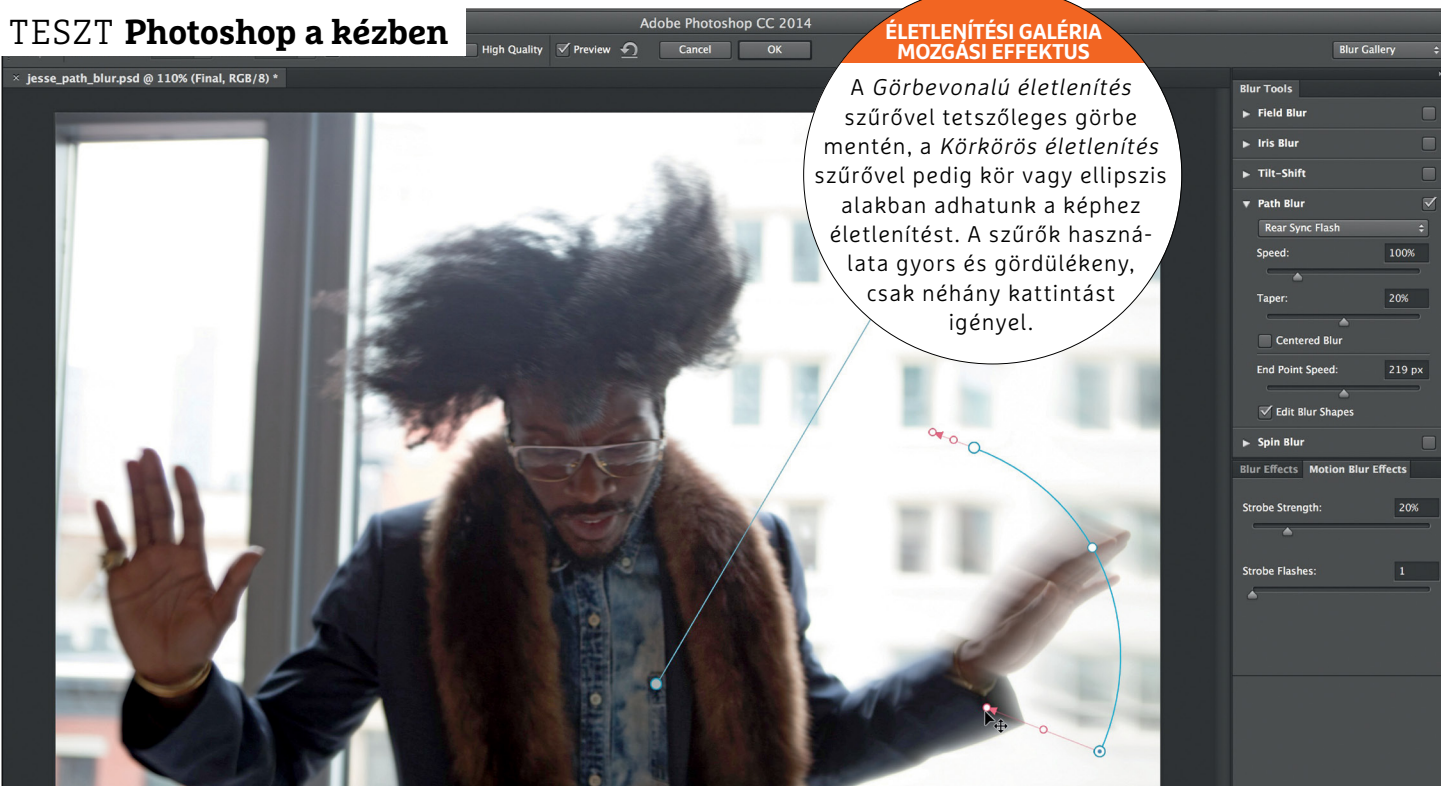 TESZT Photoshop a kézben
Adobe Photoshop CC 2014
High Quality Preview Cancel OK
Blur Gallery
× jesse_path_blur.psd @ 110% (Final, RGB/8) *
ÉLETLENÍTÉSI GALÉRIA
MOZGÁSI EFFEKTUS
A Görbevonalú életlenítés
szűrővel tetszőleges görbe
mentén, a Körkörös életlenítés
szűrővel pedig kör vagy ellipszis
alakban adhatunk a képhez
életlenítést. A szűrők haszná-
lata gyors és gördülékeny,
csak néhány kattintást
igényel.
Blur Tools
Field Blur
Iris Blur
Tilt-Shift
Path Blur
Rear Sync Flash
Speed: 100%
Taper: 20%
Centered Blur
End Point Speed: 219 px
Edit Blur Shapes
Spin Blur
Blur Effects Motion Blur Effects
Strobe Strength: 20%
Strobe Flashes: 1